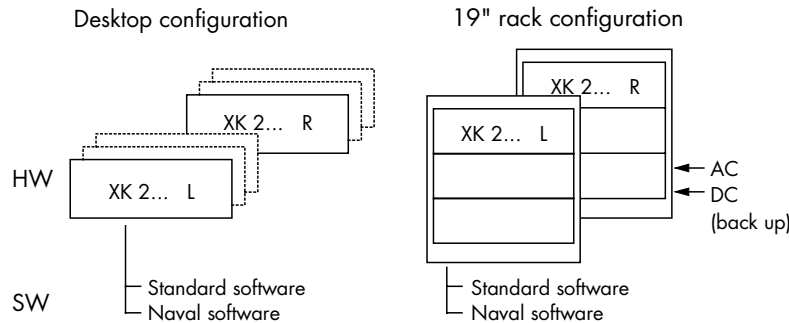 Desktop configuration
19" rack configuration
XK 2... R
XK 2... L
XK 2... R
XK 2... L
HW
AC
DC
(back up)
SW
Standard software
Naval software
Standard software
Naval software